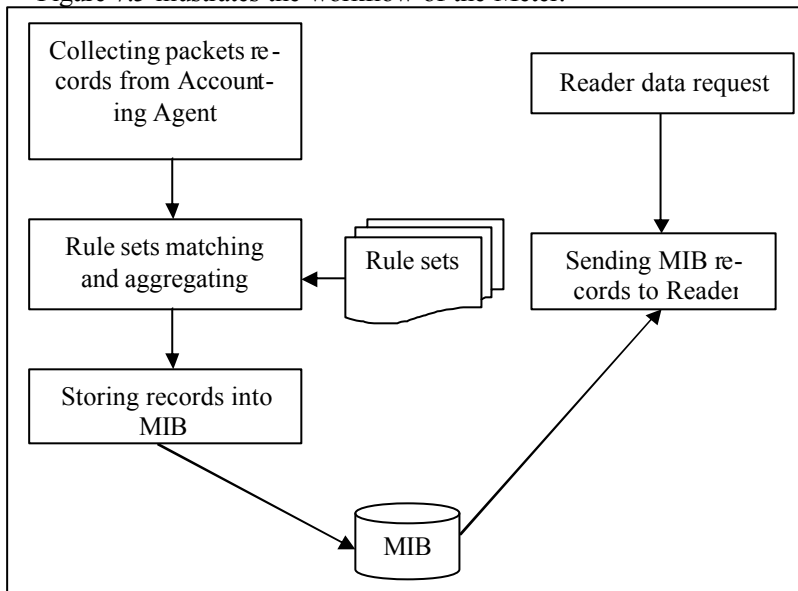 Figure 7.3 illustrates the workflow of the Meter.
Collecting packets re-
cords from Account-
ing Agent
Reader data request
Rule sets matching
and aggregating
Rule sets
Sending MIB re-
cords to Reader
Storing records into
MIB
MIB